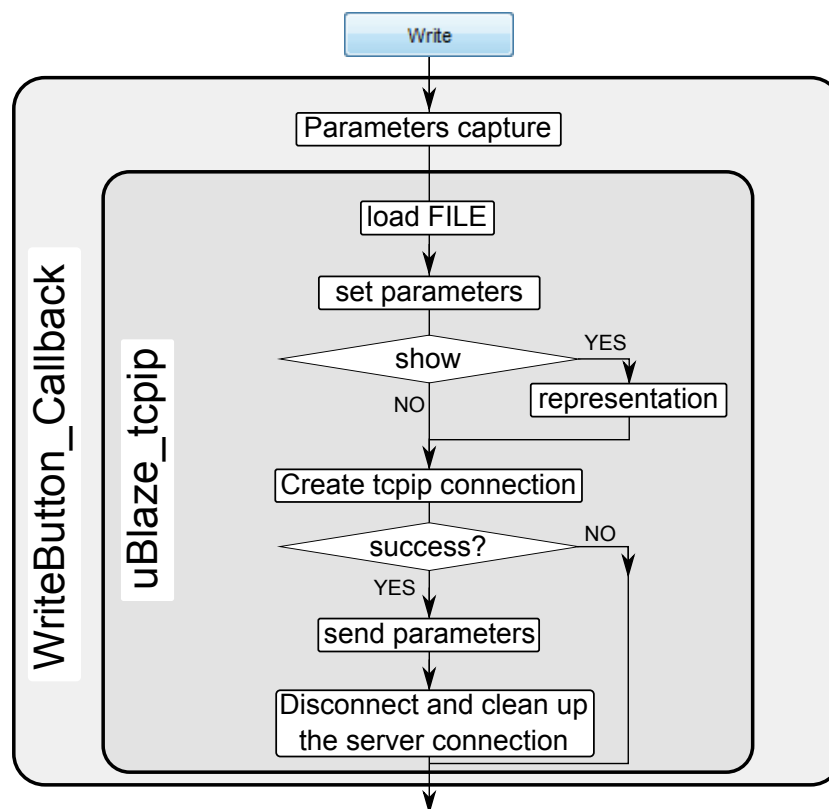 Write
Parameters capture
load FILE
set parameters
show
YES
NO
representation
Create tcpip connection
success?
NO
YES
send parameters
Disconnect and clean up
the server connection
WriteButton_Callback
uBlaze_tcpip